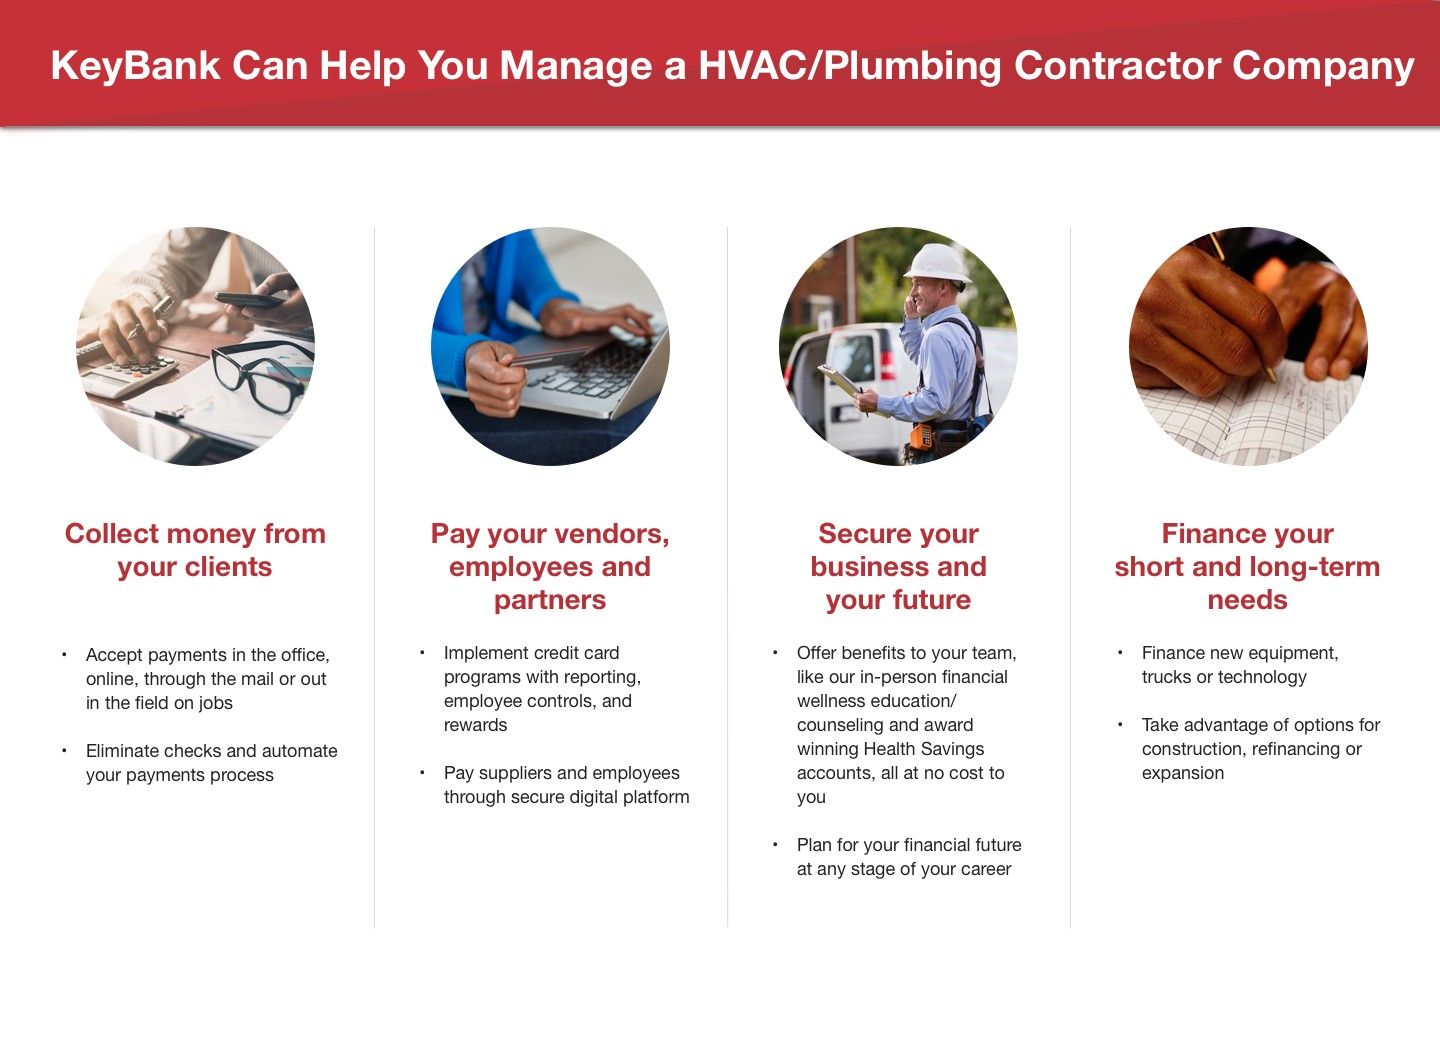 KeyBank Can Help You Manage a HVAC/Plumbing Contractor Company
Collect money from
your clients
• Accept payments in the office,
online, through the mail or out
in the field on jobs
• Eliminate checks and automate
your payments process
Pay your vendors,
employees and
partners
• Implement credit card
programs with reporting,
employee controls, and
rewards
• Pay suppliers and employees
through secure digital platform
Secure your
business and
your future
• Offer benefits to your team,
like our in-person financial
wellness education/
counseling and award
winning Health Savings
accounts, all at no cost to
you
• Plan for your financial future
at any stage of your career
Finance your
short and long-term
needs
• Finance new equipment,
trucks or technology
• Take advantage of options for
construction, refinancing or
expansion